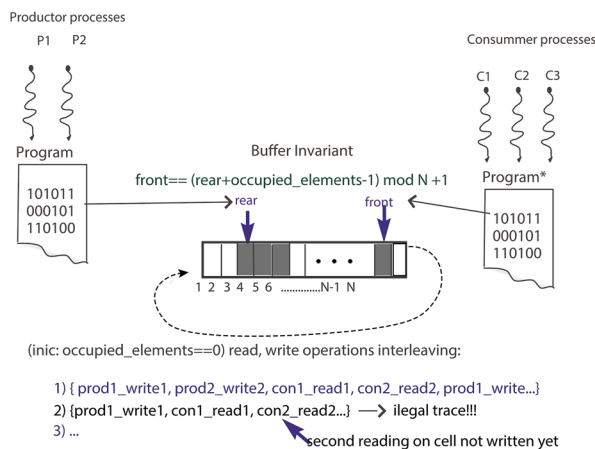 Productor processes
P1 P2
Consummer processes
C1 C2 C3
Program
101011
000101
110100
Buffer Invariant
front== (rear+occupied_elements-1) mod N +1
rear front
Program*
101011
000101
110100
1 2 3 4 5 6 ..............N-1 N
(inic: occupied_elements==0) read, write operations interleaving:
1) { prod1_write1, prod2_write2, con1_read1, con2_read2, prod1_write...}
2) {prod1_write1, con1_read1, con2_read2...} ilegal trace!!!
3) ...
second reading on cell not written yet